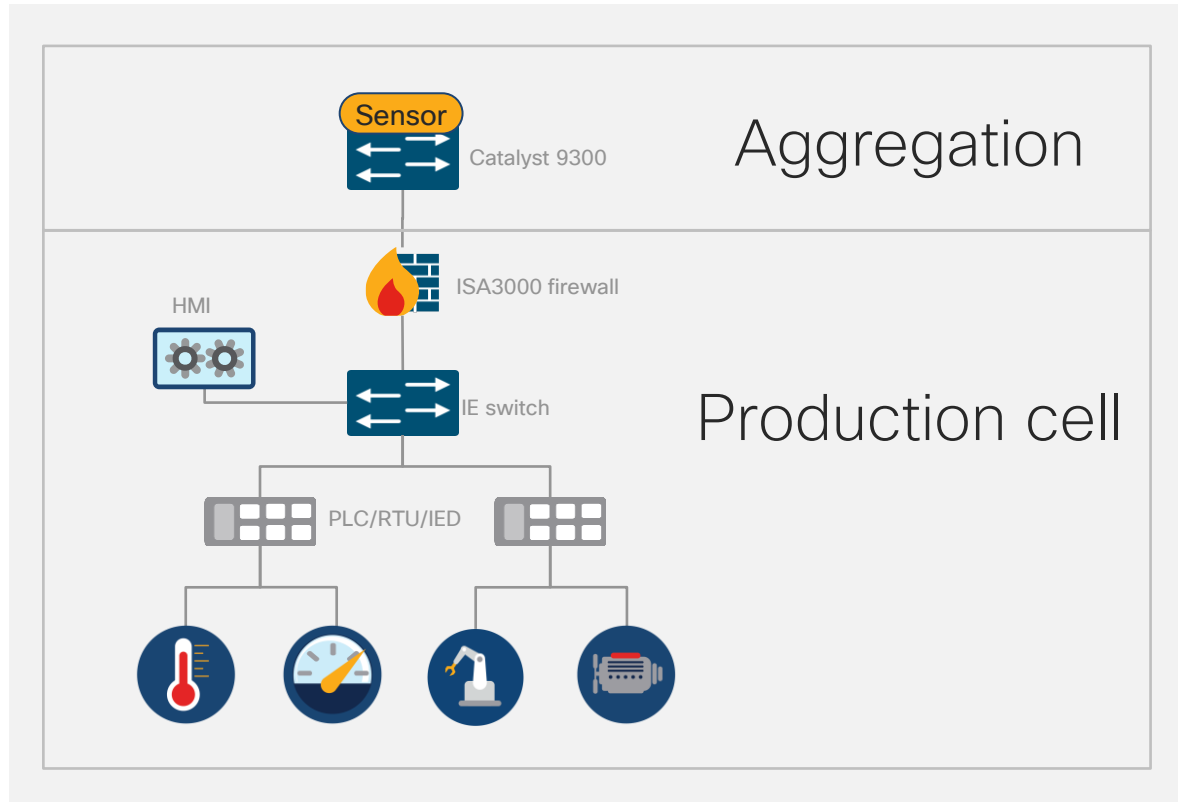 Sensor
Catalyst 9300
Aggregation
ISA3000 firewall
HMI
IE switch
Production cell
PLC/RTU/IED